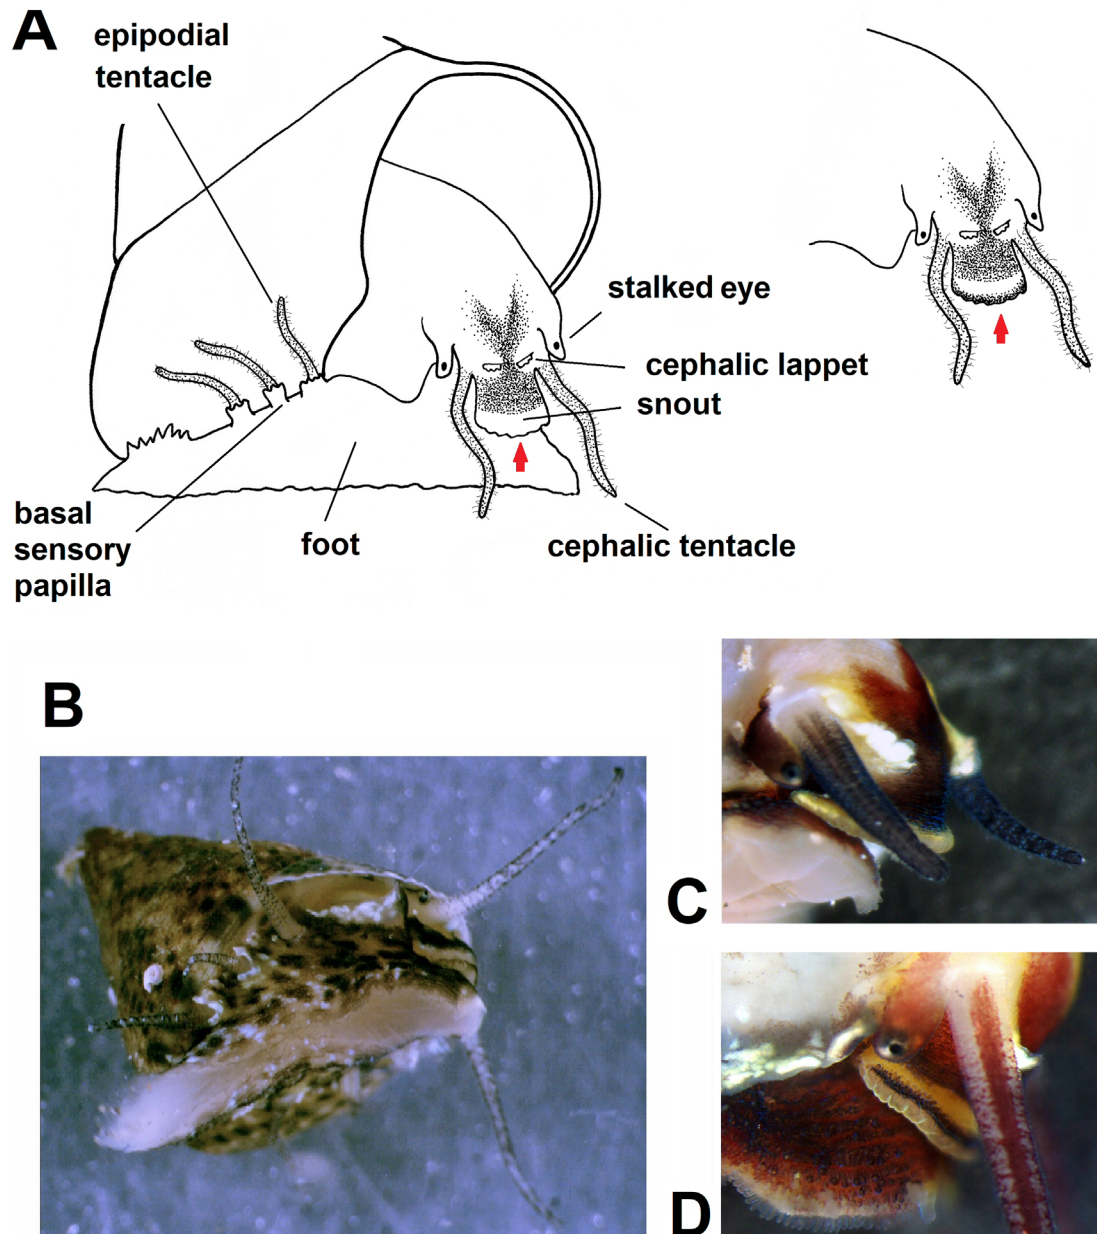 A
epipodial
tentacle
stalked eye
cephalic lappet
snout
basal
sensory
papilla
foot
cephalic tentacle
B
C
D